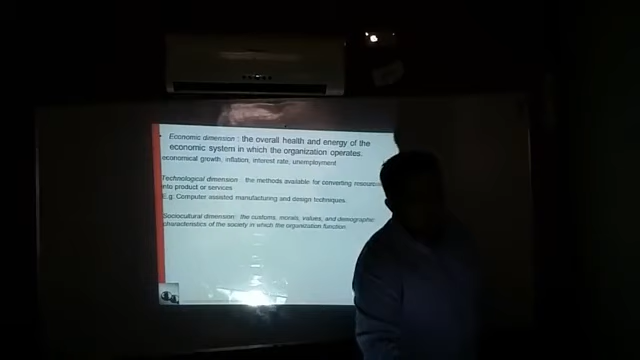 Economic dimension : the overall health and energy of the
economic system in which the organization operates.
economical growth, inflation, interest rate, unemployment
Technological dimension : the methods available for converting resources
into product or services
E.g: Computer assisted manufacturing and design techniques.
Sociocultural dimension : the customs, morals, values, and demographic
characteristics of the society in which the organization function